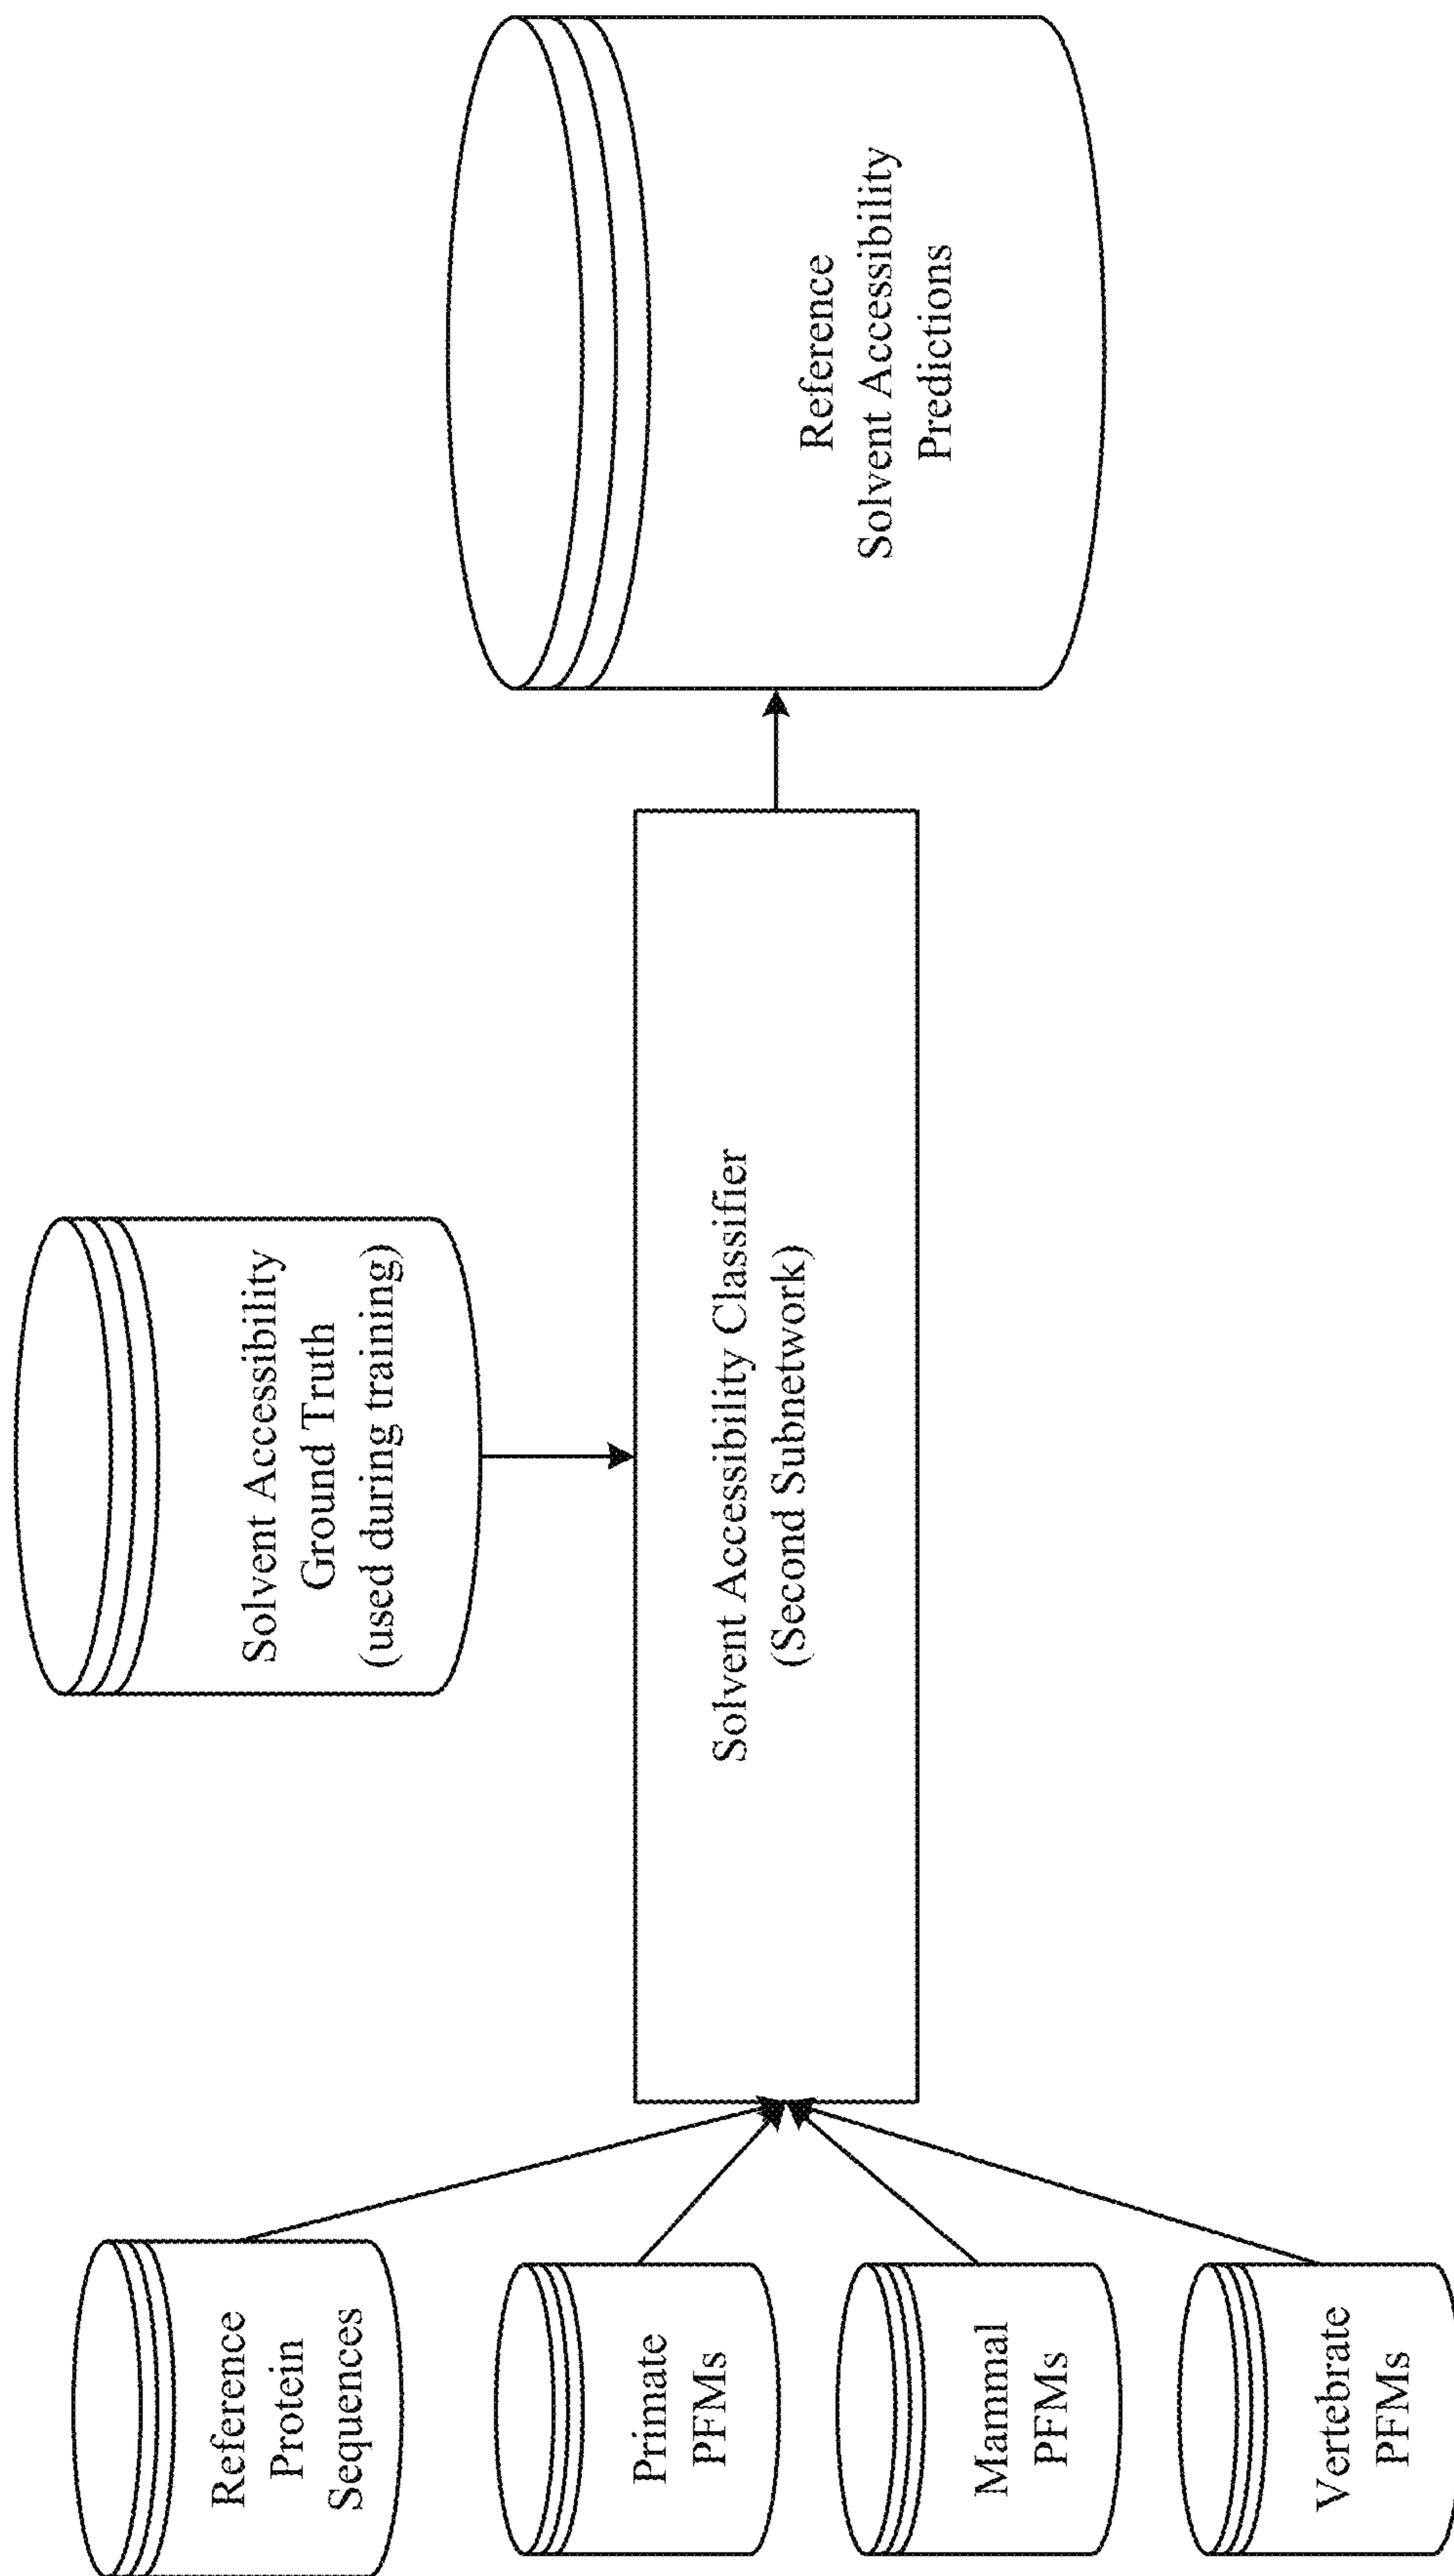 Solvent Accessibility
Ground Truth
(used during training)
Reference
Protein
Sequences
Primate
PFMs
Mammal
PFMs
Vertebrate
PFMs
Solvent Accessibility Classifier
(Second Subnetwork)
Reference
Solvent Accessibility
Predictions